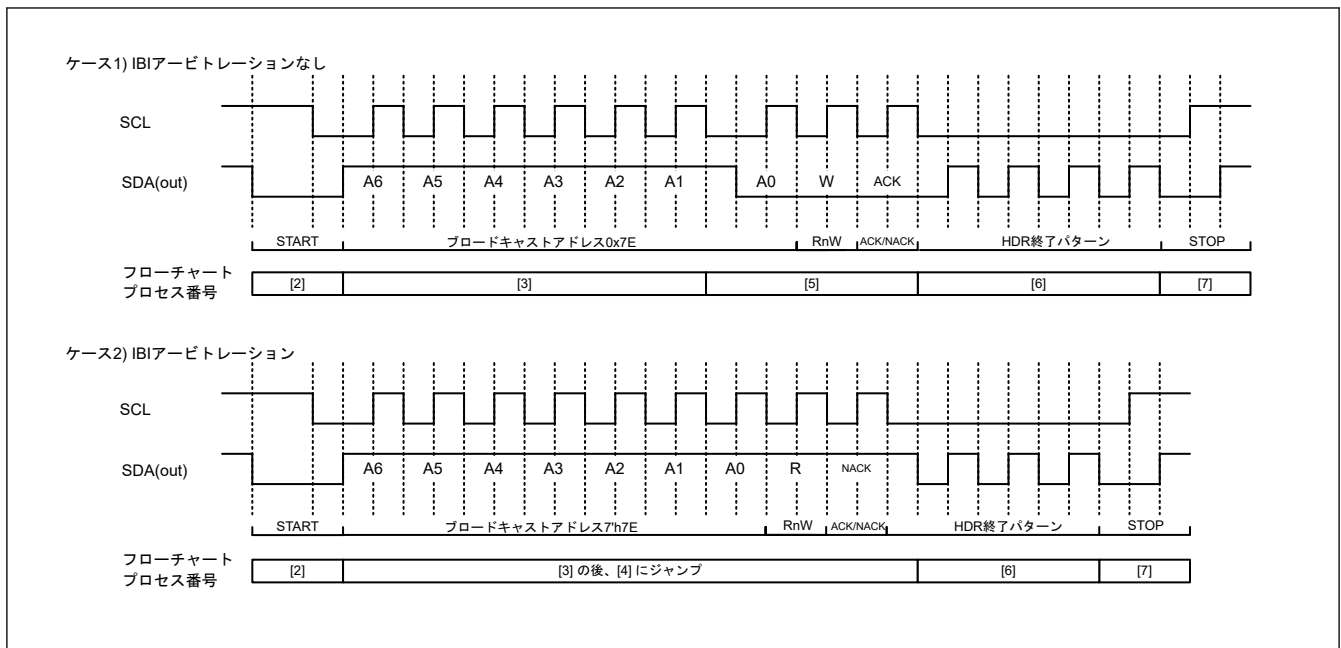 ケース1) IBIアービトレーションなし
SCL
SDA(out)
A6 A5 A4 A3 A2 A1 A0 W ACK
START ブロードキャストアドレス0x7E RnW ACK/NACK HDR終了パターン STOP
フローチャート
プロセス番号
[2] [3] [5] [6] [7]
ケース2) IBIアービトレーション
SCL
SDA(out)
A6 A5 A4 A3 A2 A1 A0 R NACK
START ブロードキャストアドレス7'h7E RnW ACK/NACK HDR終了パターン STOP
フローチャート
プロセス番号
[2] [3] の後、[4] にジャンプ [6] [7]